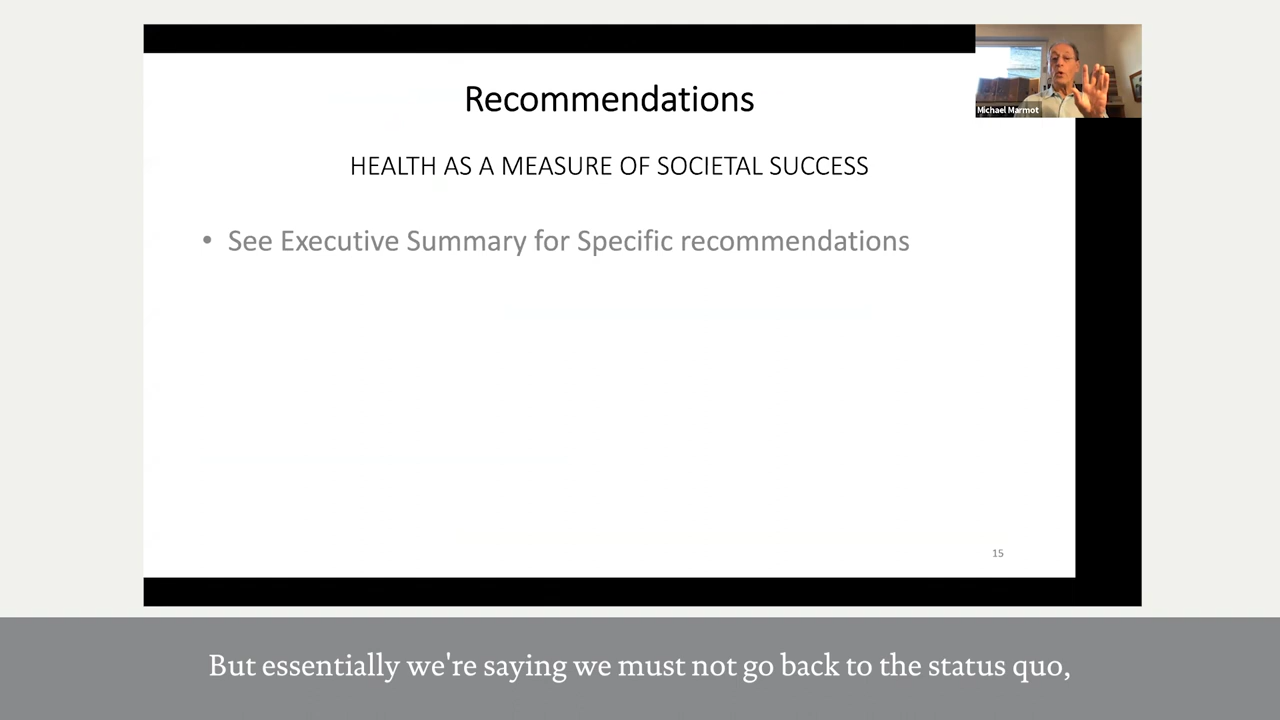 Recommendations
Michael Marmot
HEALTH AS A MEASURE OF SOCIETAL SUCCESS
• See Executive Summary for Specific recommendations
15
But essentially we're saying we must not go back to the status quo,